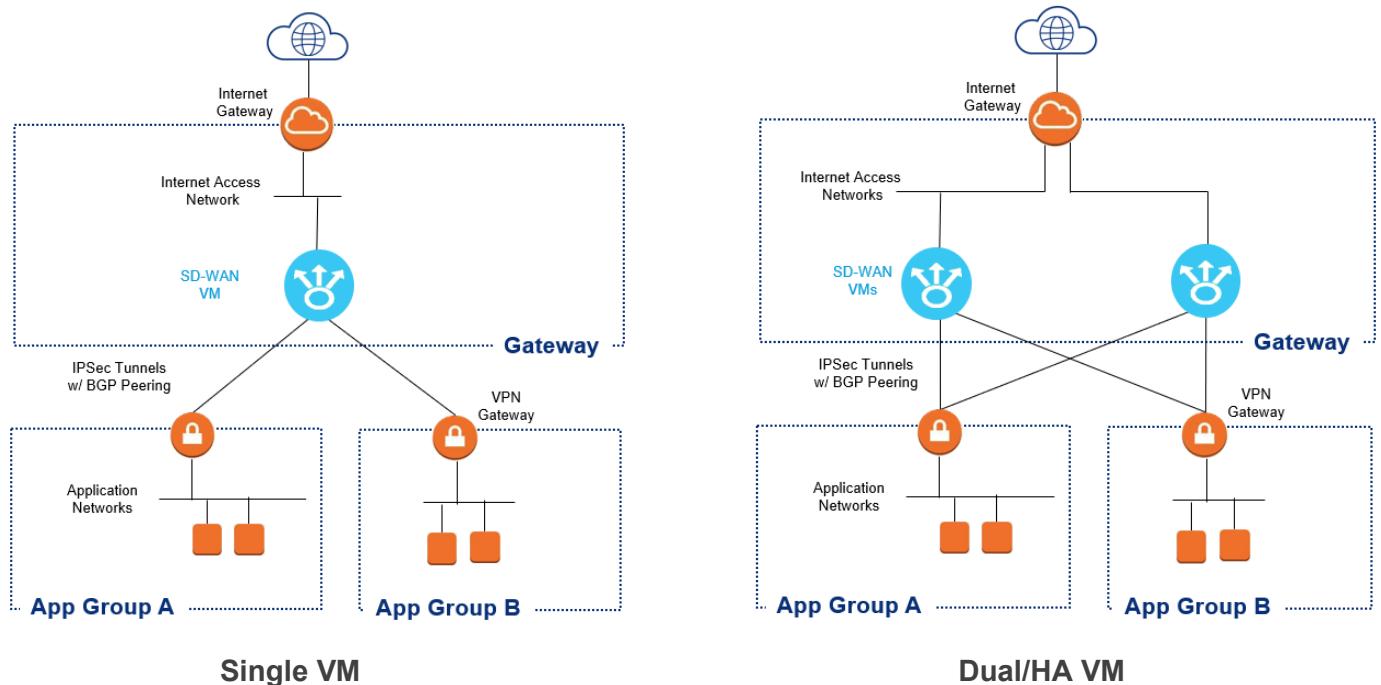 Internet
Gateway
Internet Access
Network
SD-WAN
VM
Gateway
IPSec Tunnels
w/ BGP Peering
VPN
Gateway
Application
Networks
App Group A
App Group B
Single VM
Internet
Gateway
Internet Access
Networks
SD-WAN
VMs
Gateway
IPSec Tunnels
w/ BGP Peering
VPN
Gateway
Application
Networks
App Group A
App Group B
Dual/HA VM